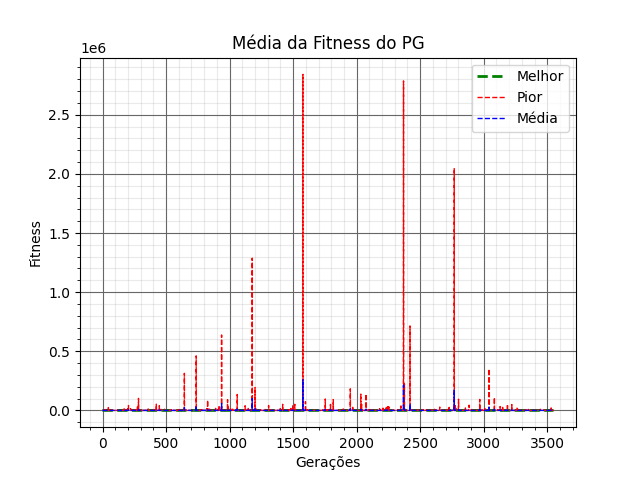 Média da Fitness do PG
1e6
Melhor
Pior
Média
2.5
2.0
1.5
1.0
0.5
0.0
Fitness
0 500 1000 1500 2000 2500 3000 3500
Gerações